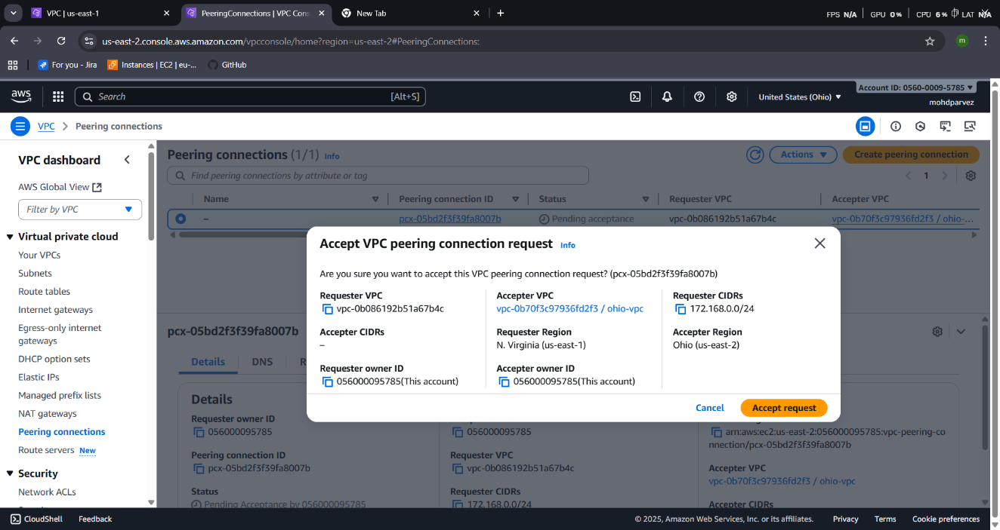 VPC | us-east-1
PeeringConnections | VPC Cons
New Tab
FPS N/A GPU 0% CPU 6% LAT N/A
us-east-2.console.aws.amazon.com/vpcconsole/home?region=us-east-2#PeeringConnections:
m
For you - Jira
Instances | EC2 | eu-...
GitHub
aws
Search [Alt+S]
United States (Ohio)
Account ID: 0560-0009-5785
mohdparvez
VPC > Peering connections
VPC dashboard
AWS Global View
Filter by VPC
Virtual private cloud
Your VPCs
Subnets
Route tables
Internet gateways
Egress-only internet
gateways
DHCP option sets
Elastic IPs
Managed prefix lists
NAT gateways
Peering connections
Route servers New
Security
Network ACLs
Peering connections (1/1) Info
Actions
Create peering connection
Find peering connections by attribute or tag
1
Name Peering connection ID Status Requester VPC Accepter VPC
– pcx-05bd2f3f39fa8007b Pending acceptance vpc-0b086192b51a67b4c vpc-0b70f3c97936fd2f3 / ohio-...
Accept VPC peering connection request Info
Are you sure you want to accept this VPC peering connection request? (pcx-05bd2f3f39fa8007b)
Requester VPC
vpc-0b086192b51a67b4c
Accepter VPC
vpc-0b70f3c97936fd2f3 / ohio-vpc
Requester CIDRs
172.168.0.0/24
Accepter CIDRs
–
Requester Region
N. Virginia (us-east-1)
Accepter Region
Ohio (us-east-2)
Requester owner ID
056000095785(This account)
Accepter owner ID
056000095785(This account)
Cancel
Accept request
pcx-05bd2f3f39fa8007b
Details
DNS
R
Details
Requester owner ID
056000095785
Peering connection ID
pcx-05bd2f3f39fa8007b
Status
Pending Acceptance by 056000095785
056000095785
Requester VPC
vpc-0b086192b51a67b4c
Requester CIDRs
172.168.0.0/24
arn:aws:ec2:us-east-2:056000095785:vpc-peering-co
nnection/pcx-05bd2f3f39fa8007b
Accepter VPC
vpc-0b70f3c97936fd2f3 / ohio-vpc
Accepter CIDRs
CloudShell
Feedback
© 2025, Amazon Web Services, Inc. or its affiliates.
Privacy
Terms
Cookie preferences